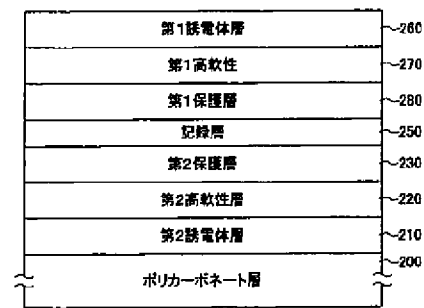 第1誘電体層 260
第1高軟性 270
第1保護層 280
記録層 250
第2保護層 230
第2高軟性層 220
第2誘電体層 210
200
ポリカーボネート層